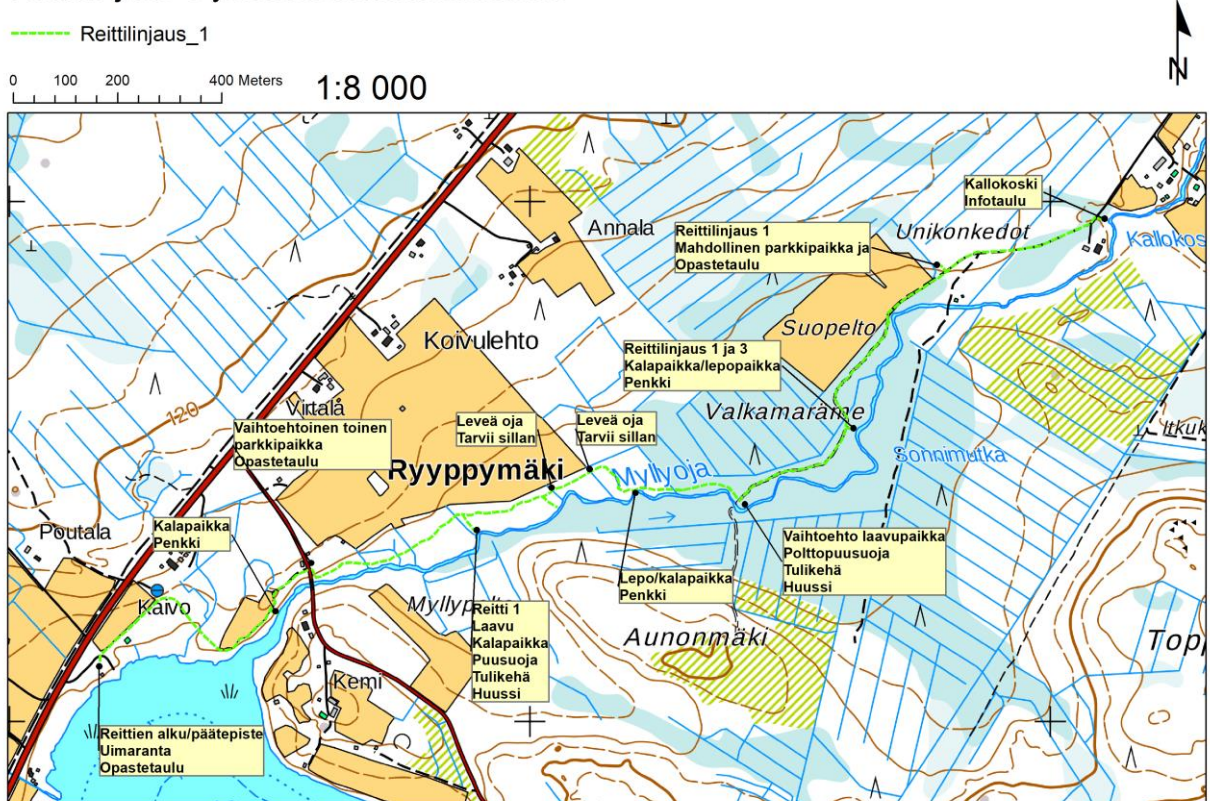 Reittilinjaus_1
0 100 200 400 Meters
1:8 000
N
Kallokoski
Infotaulu
Annala
Reittilinjaus 1
Mahdollinen parkkipaikka ja
Opastetaulu
Unikonkedot
Kallokos
Koivulehto
Suopelto
Reittilinjaus 1 ja 3
Kalapaikka/lepopaikka
Penkki
120
Virtala
Vaihtoehtoinen toinen
parkkipaikka
Opastetaulu
Leveä oja
Tarvii sillan
Leveä oja
Tarvii sillan
Valkamaräme
Itkuk
Sohnimutka
Ryyppymäki
Myllyoja
Poutala
Kalapaikka
Penkki
Vaihtoehto laavupaikka
Polttopuusuoja
Tulikehä
Huussi
Lepo/kalapaikka
Penkki
Kaivo
Reitti 1
Laavu
Kalapaikka
Puusuoja
Tulikehä
Huussi
Aunonmäki
Topp
Kemi
Reittien alku/päätepiste
Uimaranta
Opastetaulu